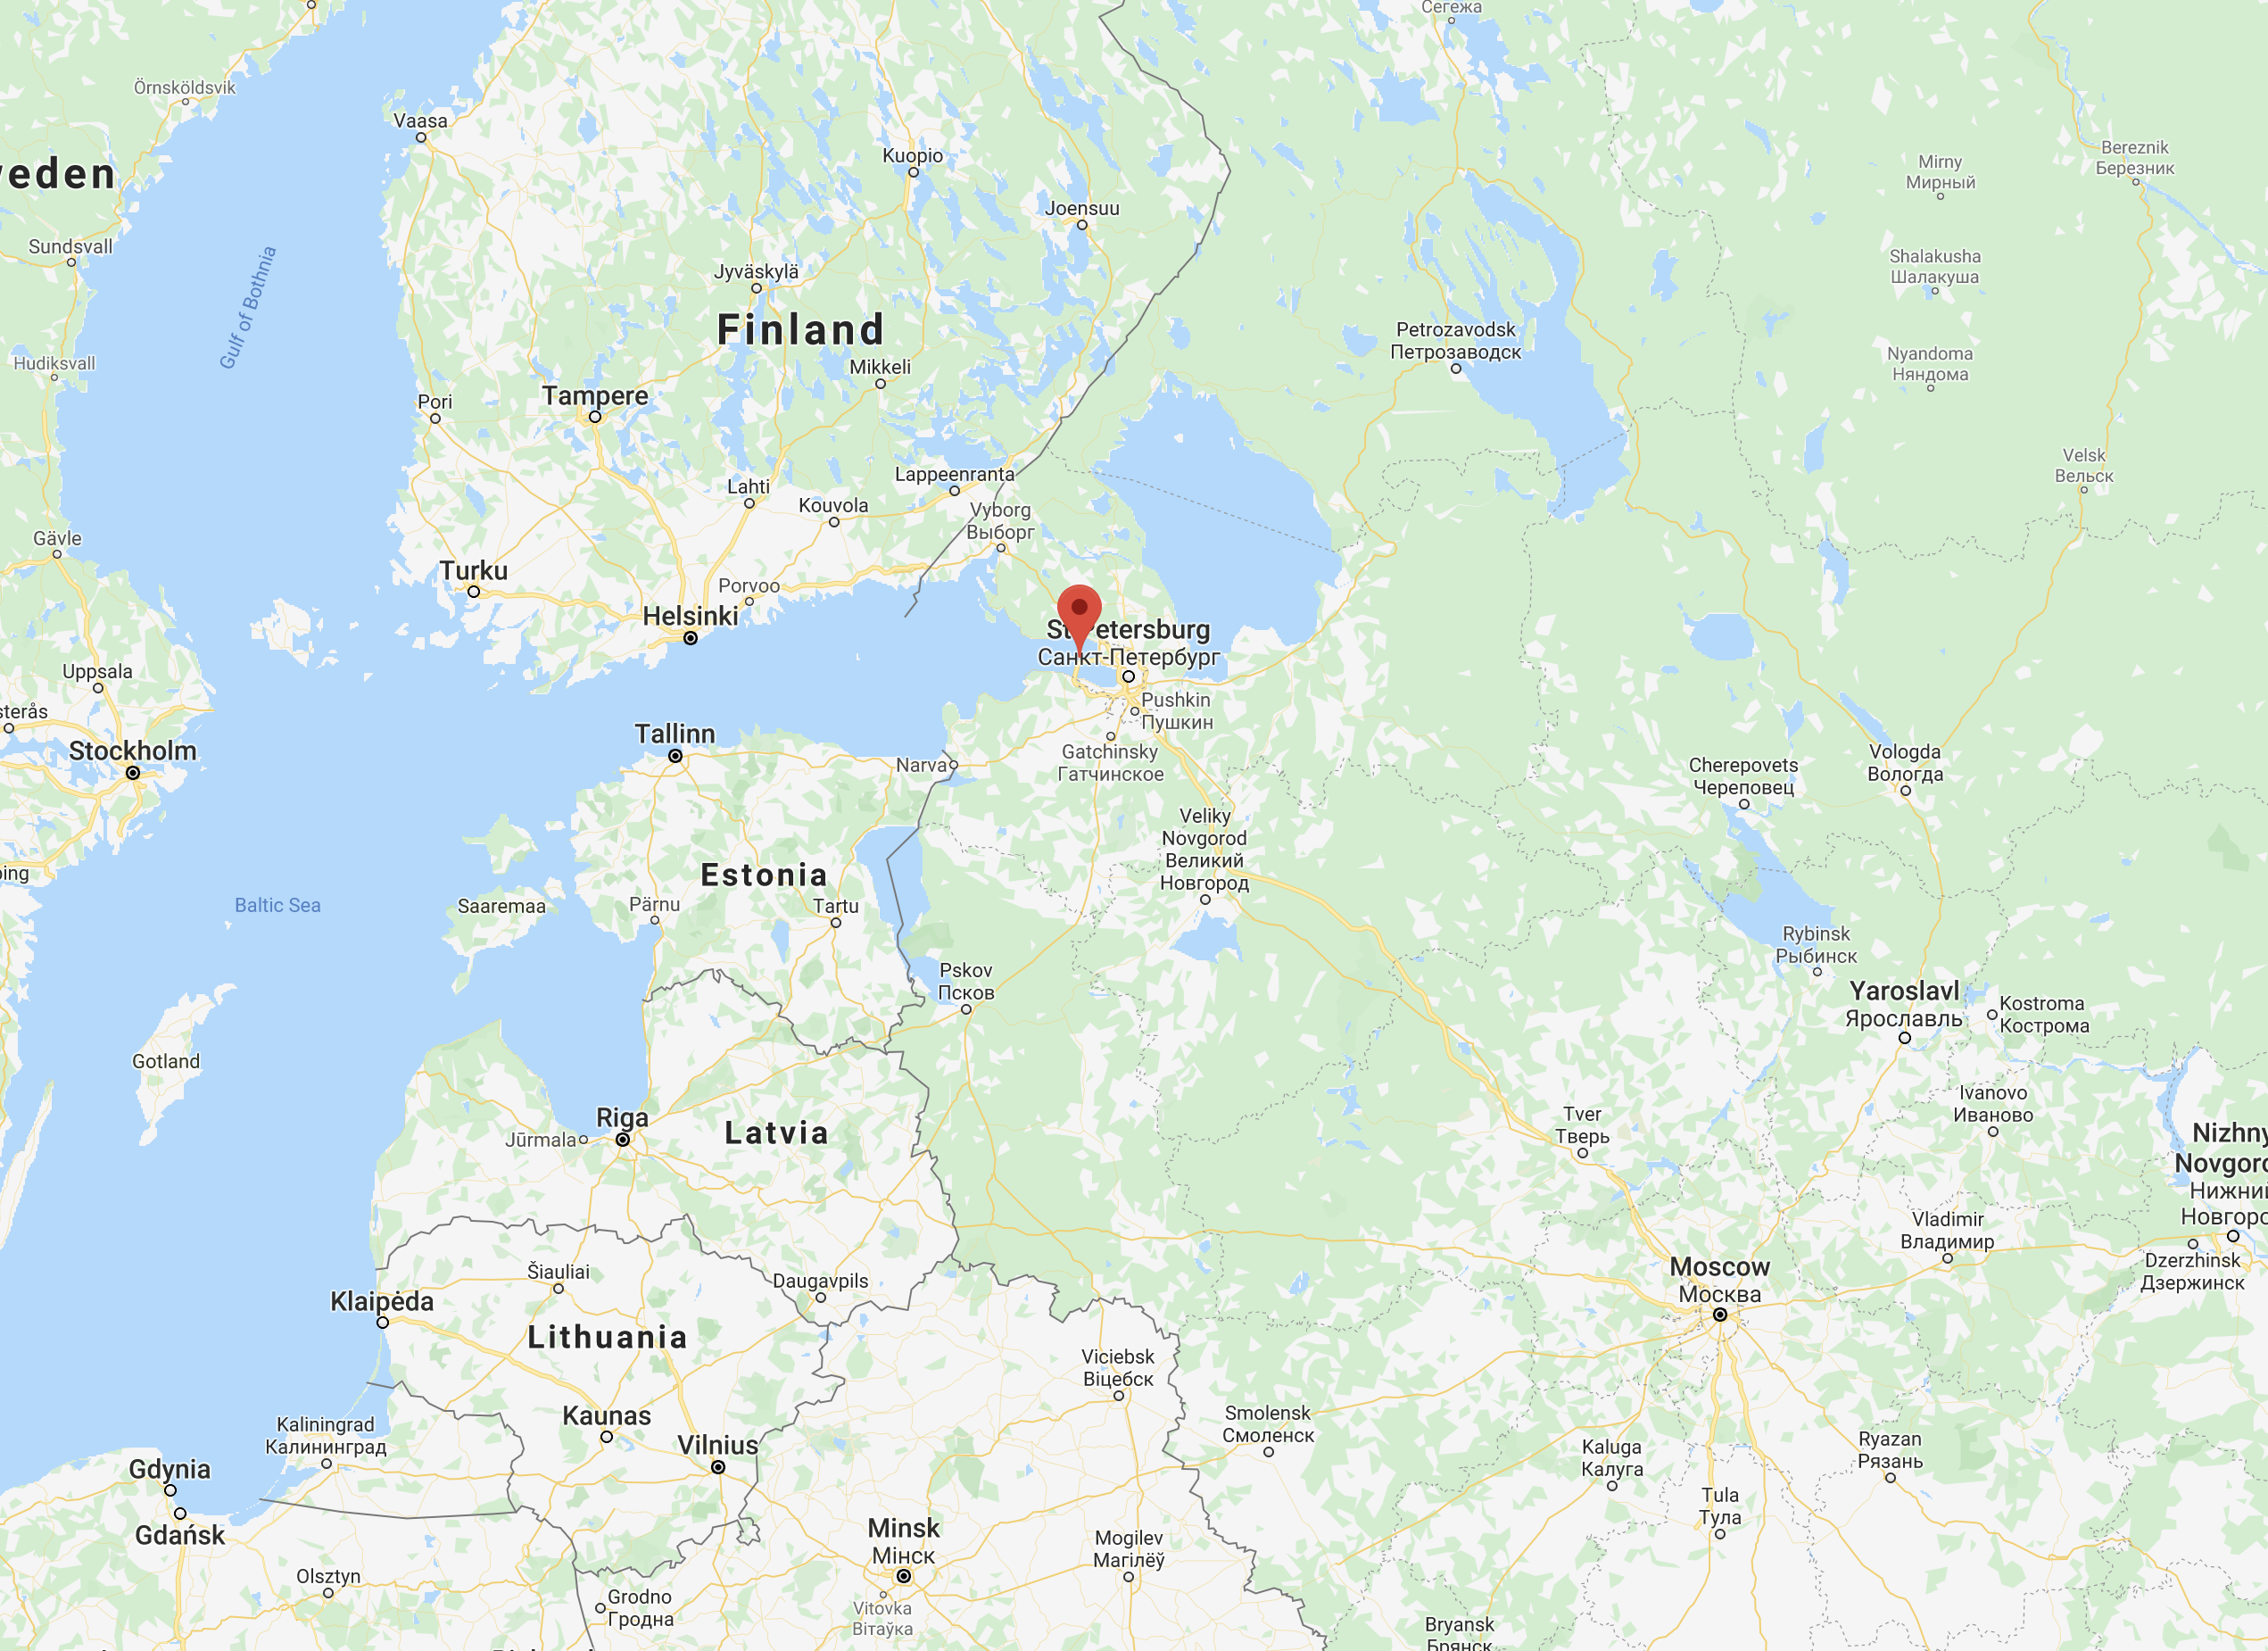 Сегежа
Örnsköldsvik
Vaasa
Kuopio
Bereznik
Березник
Mirny
Мирный
weden
Joensuu
Sundsvall
Gulf of Bothnia
Shalakusha
Шалакуша
Jyväskylä
Finland
Petrozavodsk
Петрозаводск
Nyandoma
Няндома
Hudiksvall
Mikkeli
Tampere
Pori
Velsk
Вельск
Lappeenranta
Lahti
Kouvola
Vyborg
Выборг
Gävle
Turku
Porvoo
Helsinki
St Petersburg
Санкт-Петербург
Uppsala
Pushkin
Пушкин
sterås
Stockholm
Tallinn
Gatchinsky
Гатчинское
Narva
Cherepovets
Череповец
Vologda
Вологда
Veliky
Novgorod
Великий
Новгород
ping
Estonia
Baltic Sea
Saaremaa
Pärnu
Tartu
Rybinsk
Рыбинск
Pskov
Псков
Yaroslavl
Ярославль
Kostroma
Кострома
Gotland
Ivanovo
Иваново
Riga
Jūrmala
Latvia
Tver
Тверь
Nizhny
Novgoro
Нижний
Новгоро
Vladimir
Владимир
Dzerzhinsk
Дзержинск
Moscow
Москва
Šiauliai
Daugavpils
Klaipėda
Lithuania
Viciebsk
Віцебск
Kaliningrad
Калининград
Kaunas
Vilnius
Smolensk
Смоленск
Kaluga
Калуга
Ryazan
Рязань
Gdynia
Gdańsk
Tula
Тула
Minsk
Мінск
Mogilev
Магілёў
Olsztyn
Grodno
Гродна
Vitovka
Вітаўка
Bryansk
Брянск